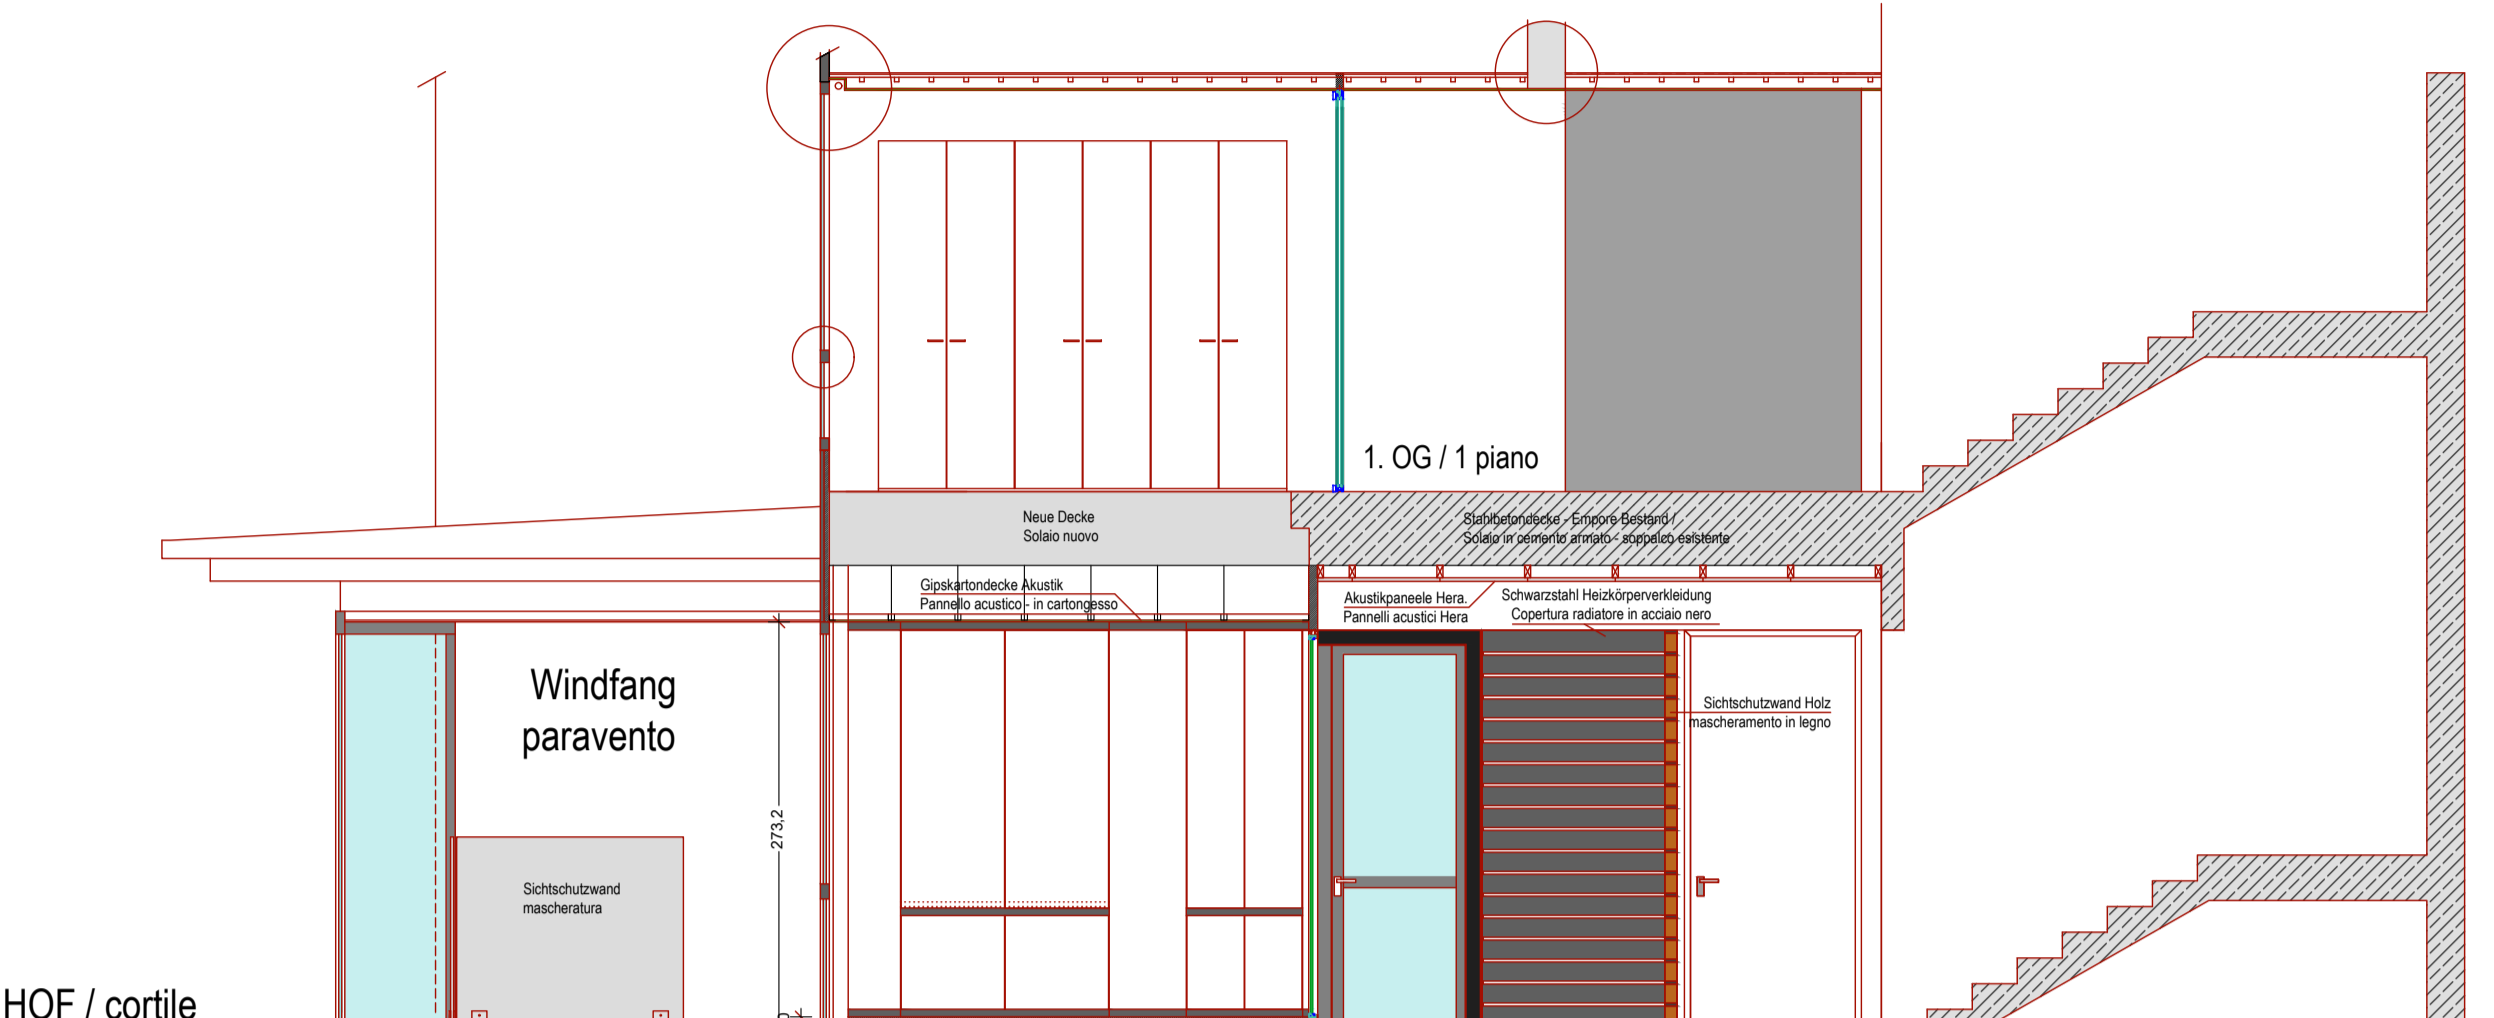 1. OG / 1 piano
Neue Decke
Solaio nuovo
Stahlbetondecke - Empore Bestand /
Solaio in cemento armato - soppalco esistente
Gipskartondecke Akustik
Pannello acustico - in cartongesso
Akustikpaneele Hera.
Pannelli acustici Hera
Schwarzstahl Heizkörperverkleidung
Copertura radiatore in acciaio nero
Windfang
paravento
Sichtschutzwand Holz
mascheramento in legno
273,2
Sichtschutzwand
mascheratura
HOF / cortile